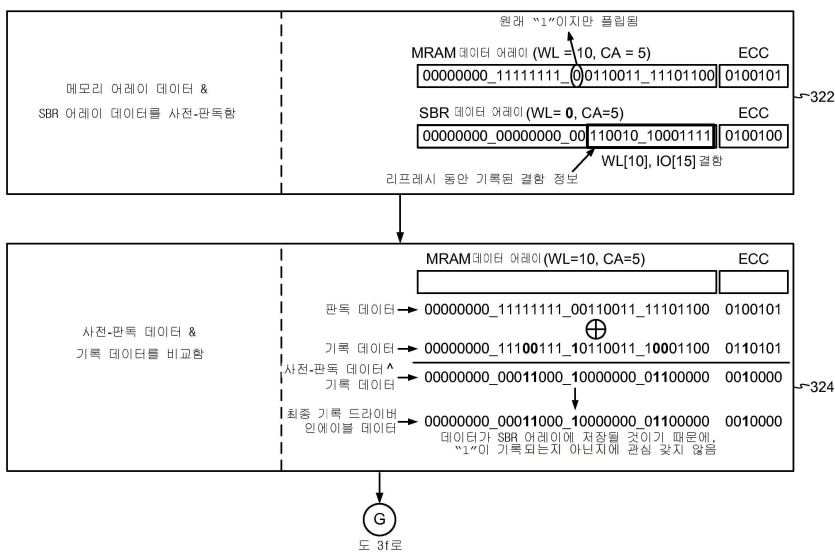 원래 "1"이지만 플립됨
MRAM 데이터 어레이 (WL = 10, CA = 5) ECC
00000000_11111111_00110011_11101100 0100101
메모리 어레이 데이터 &
SBR 어레이 데이터를 사전-판독함
322
SBR 데이터 어레이 (WL= 0, CA=5) ECC
00000000_00000000_00110010_10001111 0100100
WL[10], IO[15] 결함
리프레시 동안 기록된 결함 정보
MRAM 데이터 어레이 (WL=10, CA=5) ECC
판독 데이터 00000000_11111111_00110011_11101100 0100101
사전-판독 데이터 &
기록 데이터를 비교함
기록 데이터 00000000_11100111_10110011_10001100 0110101
사전-판독 데이터 ^
기록 데이터 00000000_00011000_10000000_01100000 0010000
324
최종 기록 드라이버
인에이블 데이터 00000000_00011000_10000000_01100000 0010000
데이터가 SBR 어레이에 저장될 것이기 때문에,
"1"이 기록되는지 아닌지에 관심 갖지 않음
G
도 3f로